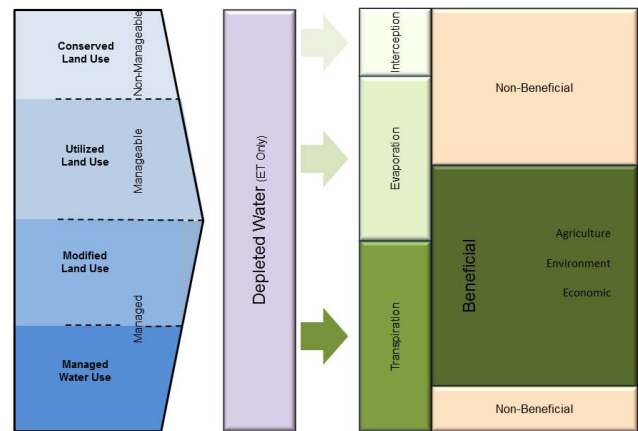 Conserved
Land Use
Non-Manageable
Utilized
Land Use
Manageable
Modified
Land Use
Managed
Managed
Water Use
Depleted Water (ET Only)
Interception
Evaporation
Transpiration
Non-Beneficial
Beneficial
Agriculture
Environment
Economic
Non-Beneficial